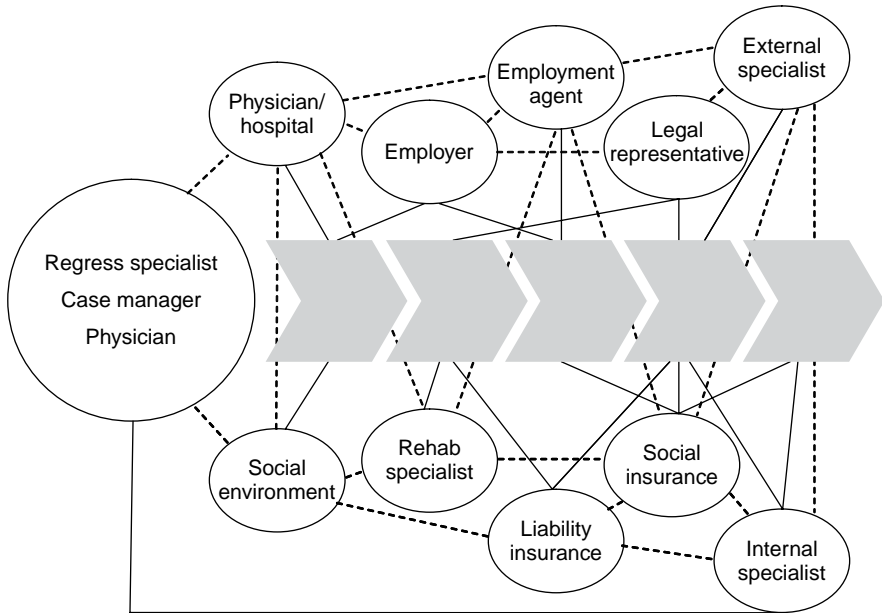 External
specialist
Employment
agent
Physician/
hospital
Legal
representative
Employer
Regress specialist
Case manager
Physician
Rehab
specialist
Social
insurance
Social
environment
Liability
insurance
Internal
specialist